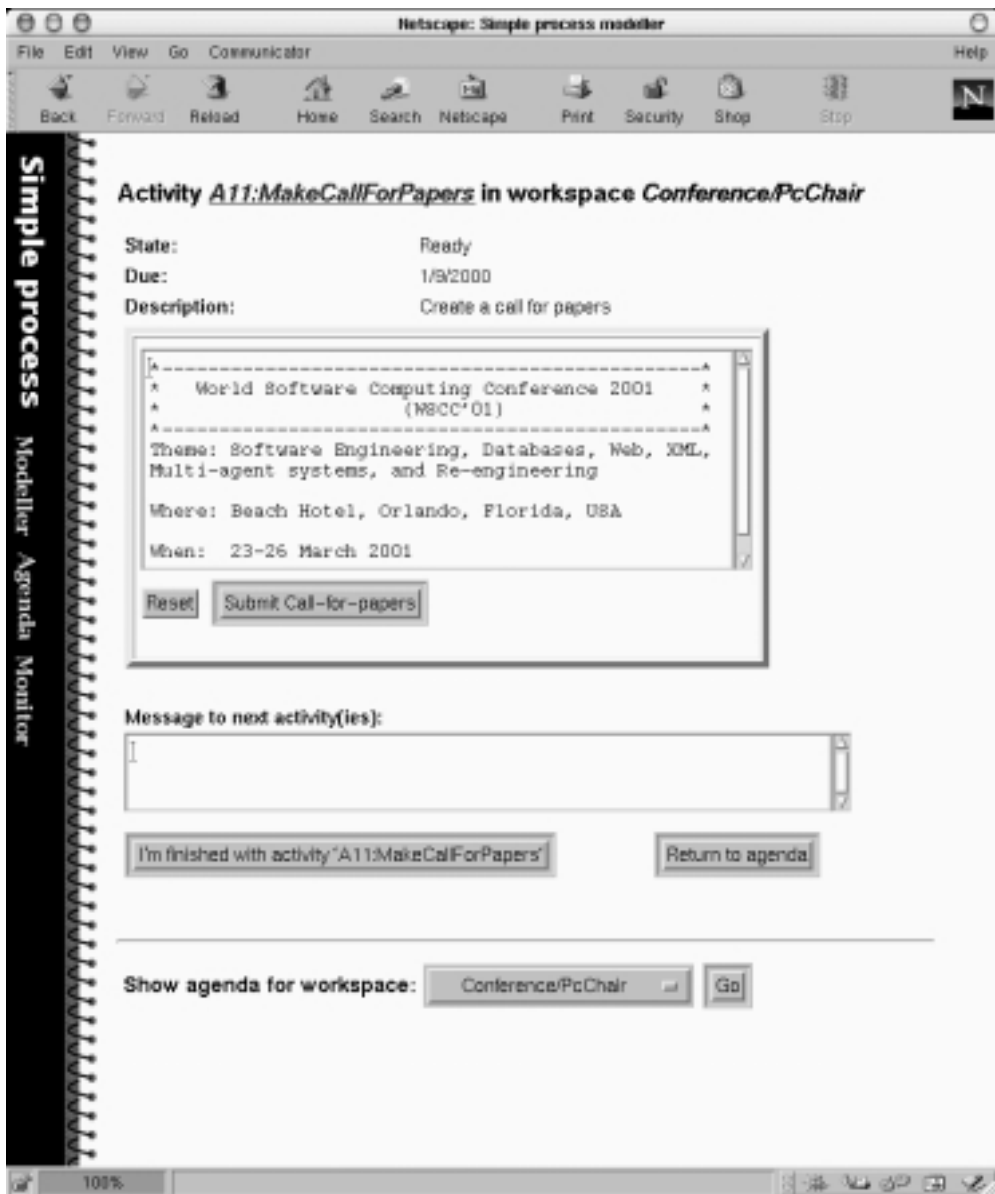 Netscape: Simple process modeller
File Edit View Go Communicator Help
Back Forward Reload Home Search Netscape Print Security Shop Stop
N
Simple process Modeller Agenda Monitor
Activity A11:MakeCallForPapers in workspace Conference/PcChair
State: Ready
Due: 1/9/2000
Description: Create a call for papers
*-----------------------------------------------*
* World Software Computing Conference 2001 *
* (WSCC'01) *
*-----------------------------------------------*
Theme: Software Engineering, Databases, Web, XML,
Multi-agent systems, and Re-engineering
Where: Beach Hotel, Orlando, Florida, USA
When: 23-26 March 2001
Reset Submit Call-for-papers
Message to next activity(ies):
I'm finished with activity "A11:MakeCallForPapers" Return to agenda
Show agenda for workspace: Conference/PcChair Go
100%